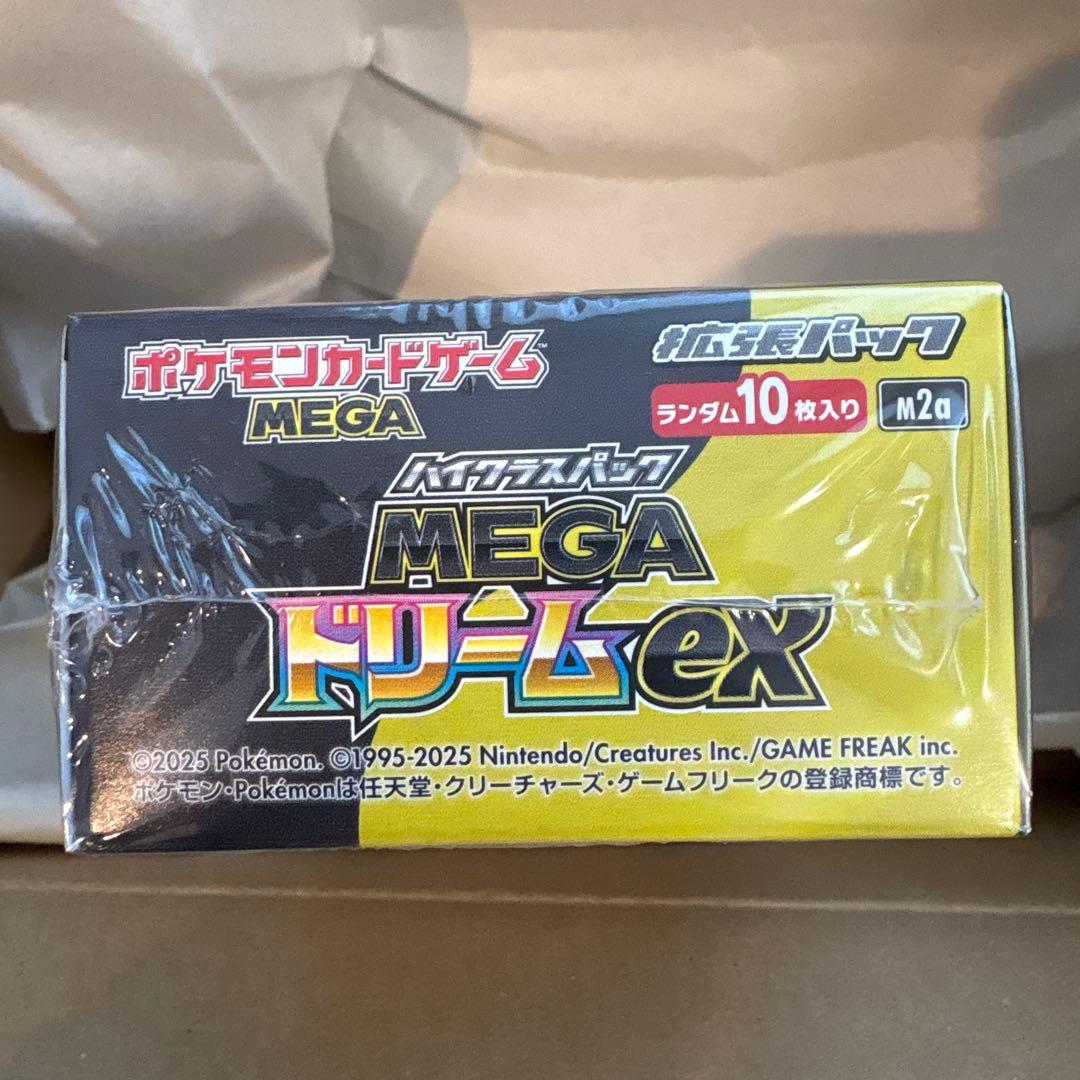 ポケモンカードゲーム™
MEGA
拡張パック
ランダム10枚入り
M2a
ハイクラスパック
MEGA
ドリームex
©2025 Pokémon. ©1995-2025 Nintendo/Creatures Inc./GAME FREAK inc.
ポケモン・Pokémonは任天堂・クリーチャーズ・ゲームフリークの登録商標です。